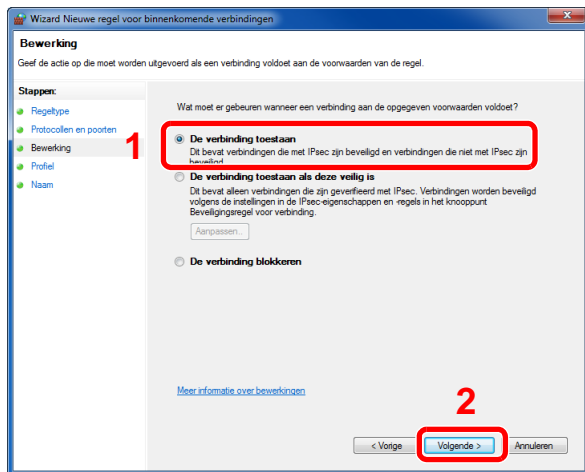 Wizard Nieuwe regel voor binnenkomende verbindingen
Bewerking
Geef de actie op die moet worden uitgevoerd als een verbinding voldoet aan de voorwaarden van de regel.
Stappen:
Regeltype
Protocollen en poorten
Bewerking
Profiel
Naam
Wat moet er gebeuren wanneer een verbinding aan de opgegeven voorwaarden voldoet?
1
De verbinding toestaan
Dit bevat verbindingen die met IPsec zijn beveiligd en verbindingen die niet met IPsec zijn
beveiligd.
De verbinding toestaan als deze veilig is
Dit bevat alleen verbindingen die zijn geverifieerd met IPsec. Verbindingen worden beveiligd
volgens de instellingen in de IPsec-eigenschappen en -regels in het knooppunt
Beveiligingsregel voor verbinding.
Aanpassen...
De verbinding blokkeren
Meer informatie over bewerkingen
2
< Vorige
Volgende >
Annuleren